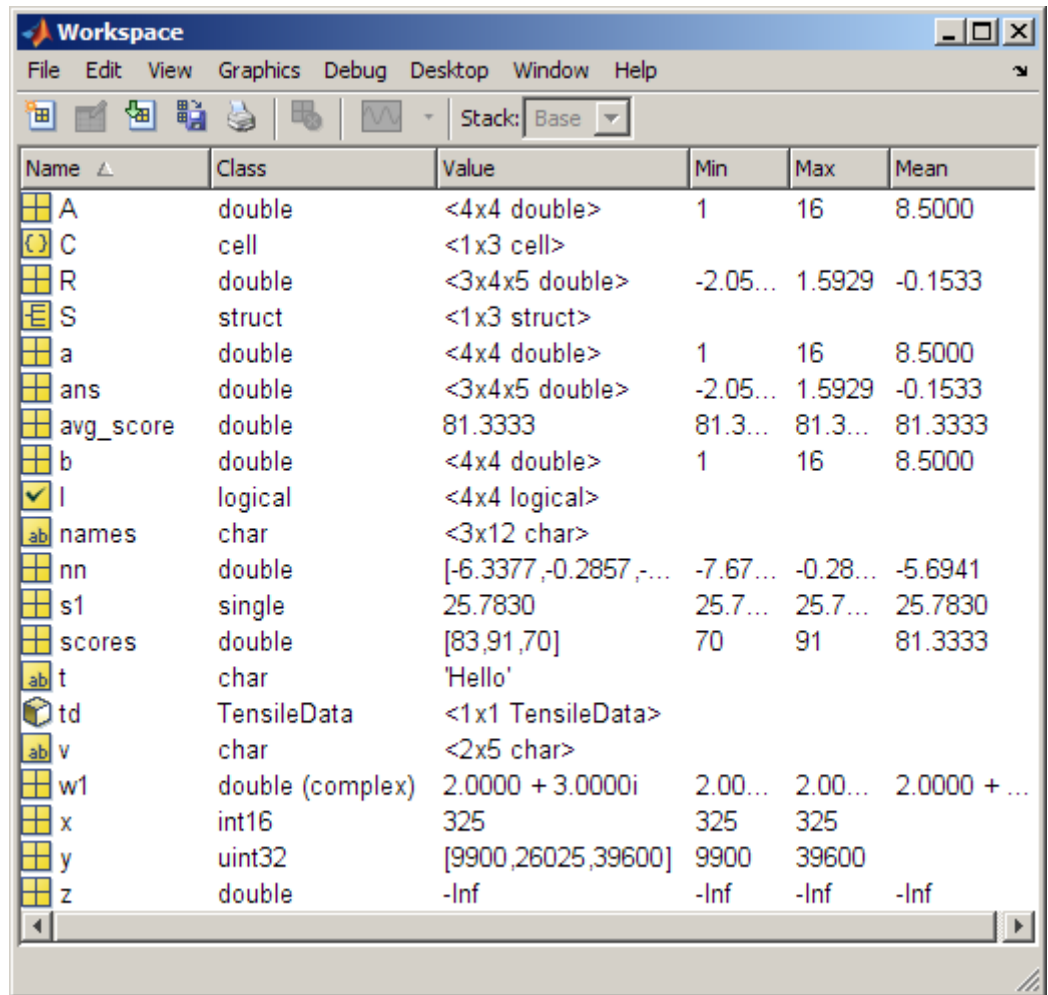 Workspace
File Edit View Graphics Debug Desktop Window Help
Stack: Base
Name Class Value Min Max Mean
A double <4x4 double> 1 16 8.5000
{} C cell <1x3 cell>
R double <3x4x5 double> -2.05... 1.5929 -0.1533
S struct <1x3 struct>
a double <4x4 double> 1 16 8.5000
ans double <3x4x5 double> -2.05... 1.5929 -0.1533
avg_score double 81.3333 81.3... 81.3... 81.3333
b double <4x4 double> 1 16 8.5000
l logical <4x4 logical>
ab names char <3x12 char>
nn double [-6.3377,-0.2857,-... -7.67... -0.28... -5.6941
s1 single 25.7830 25.7... 25.7... 25.7830
scores double [83,91,70] 70 91 81.3333
ab t char 'Hello'
td TensileData <1x1 TensileData>
ab v char <2x5 char>
w1 double (complex) 2.0000 + 3.0000i 2.00... 2.00... 2.0000 + ...
x int16 325 325 325
y uint32 [9900,26025,39600] 9900 39600
z double -Inf -Inf -Inf -Inf